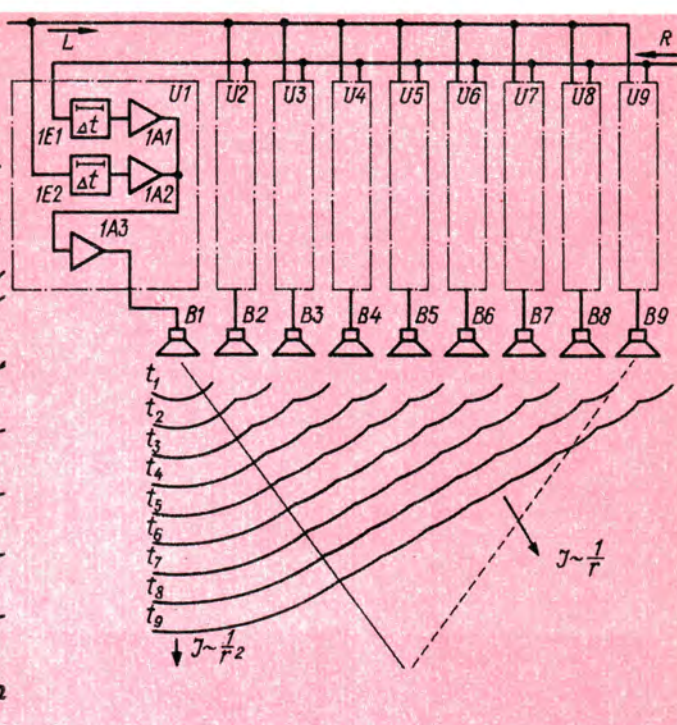 L
R
U1 U2 U3 U4 U5 U6 U7 U8 U9
1E1 Δt 1A1
1E2 Δt 1A2
1A3
B1 B2 B3 B4 B5 B6 B7 B8 B9
t₁
t₂
t₃
t₄
t₅
t₆
t₇
t₈
t₉
J~1/r
J~1/r²